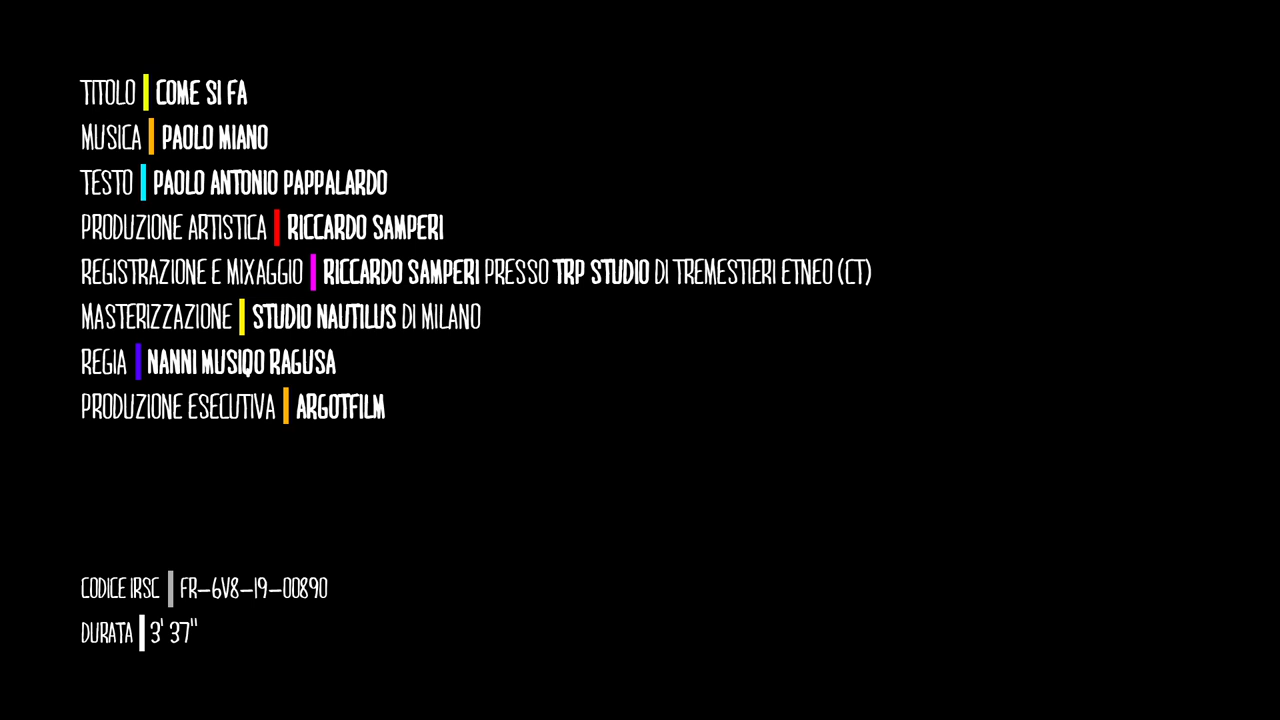 TITOLO | COME SI FA
MUSICA | PAOLO MIANO
TESTO | PAOLO ANTONIO PAPPALARDO
PRODUZIONE ARTISTICA | RICCARDO SAMPERI
REGISTRAZIONE E MIXAGGIO | RICCARDO SAMPERI PRESSO TRP STUDIO DI TREMESTIERI ETNEO (CT)
MASTERIZZAZIONE | STUDIO NAUTILUS DI MILANO
REGIA | NANNI MUSIQO RAGUSA
PRODUZIONE ESECUTIVA | ARGOTFILM
CODICE IRSC | FR-6V8-19-00890
DURATA | 3' 37"